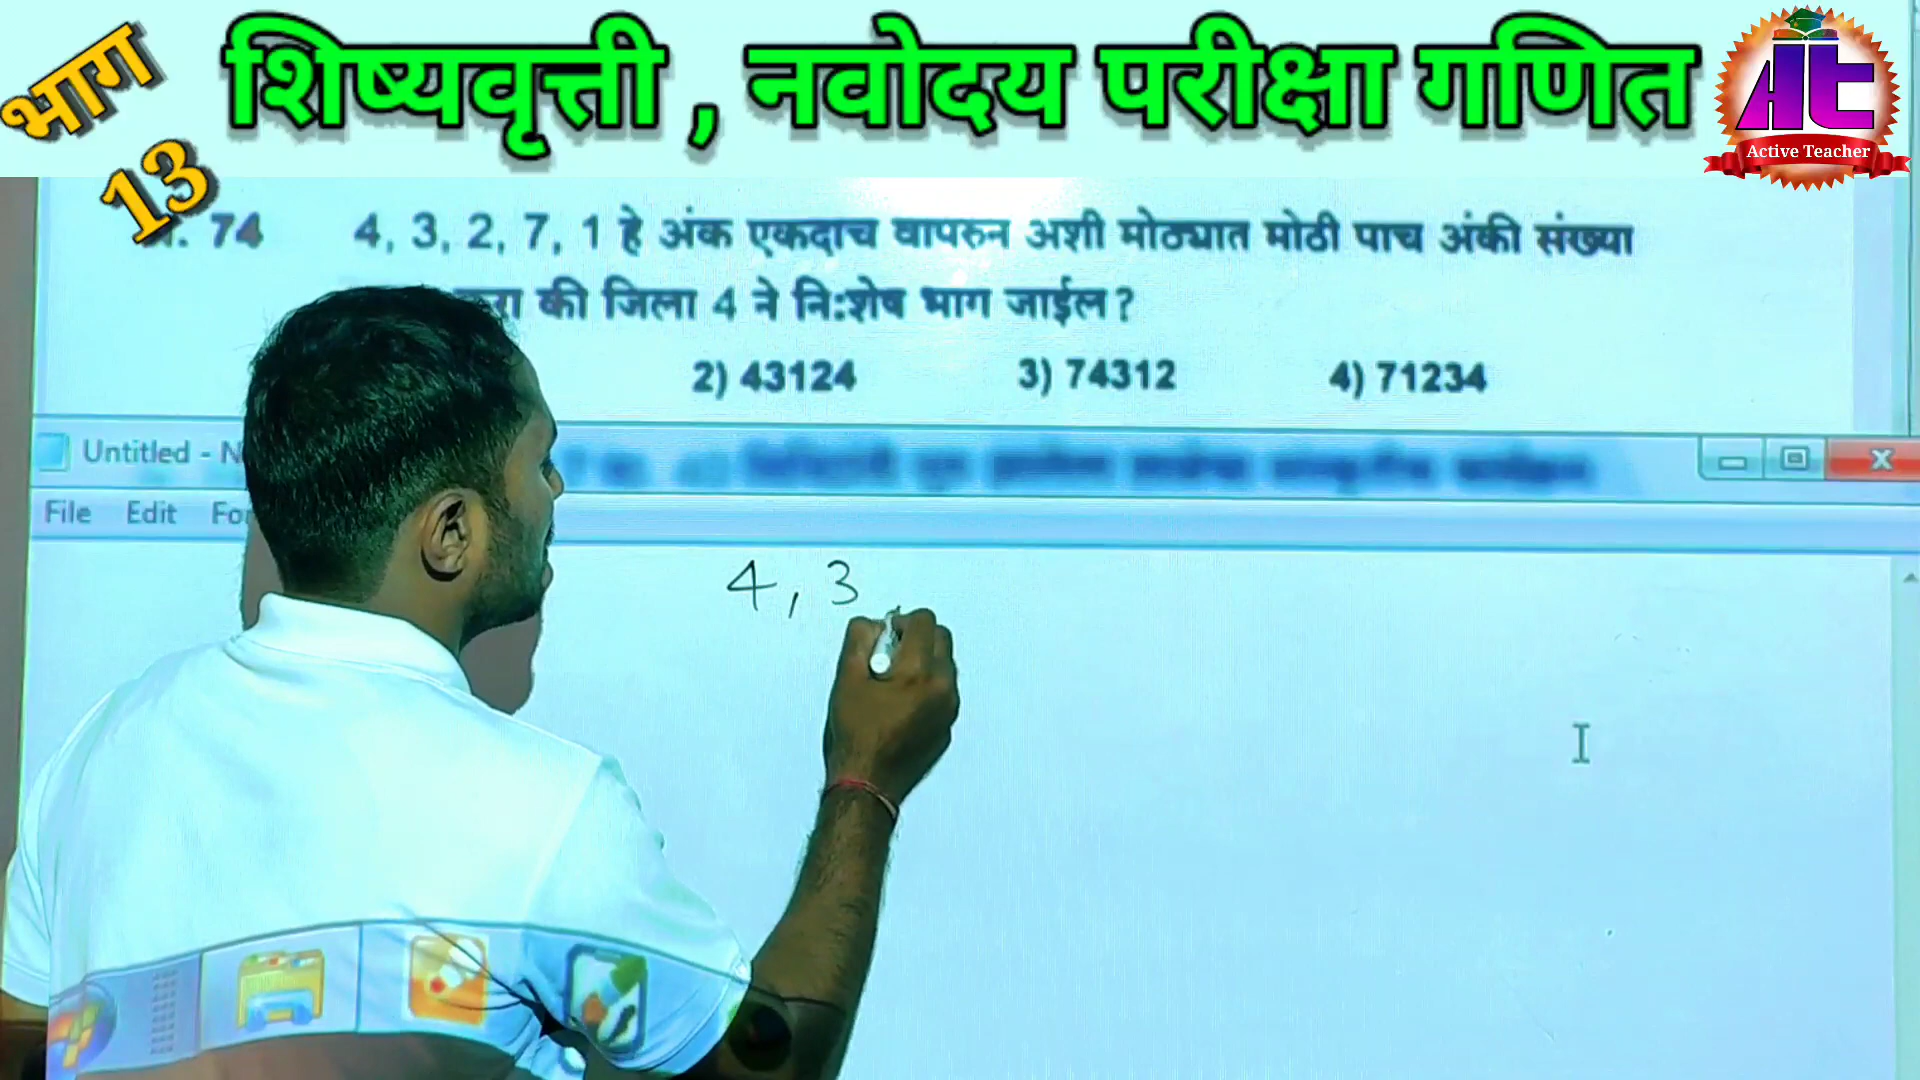 भाग
13
शिष्यवृत्ती , नवोदय परीक्षा गणित
At
Active Teacher
74 4, 3, 2, 7, 1 हे अंक एकदाच वापरुन अशी मोठ्यात मोठी पाच अंकी संख्या
की जिला 4 ने नि:शेष भाग जाईल?
2) 43124 3) 74312 4) 71234
Untitled -
File Edit
4, 3